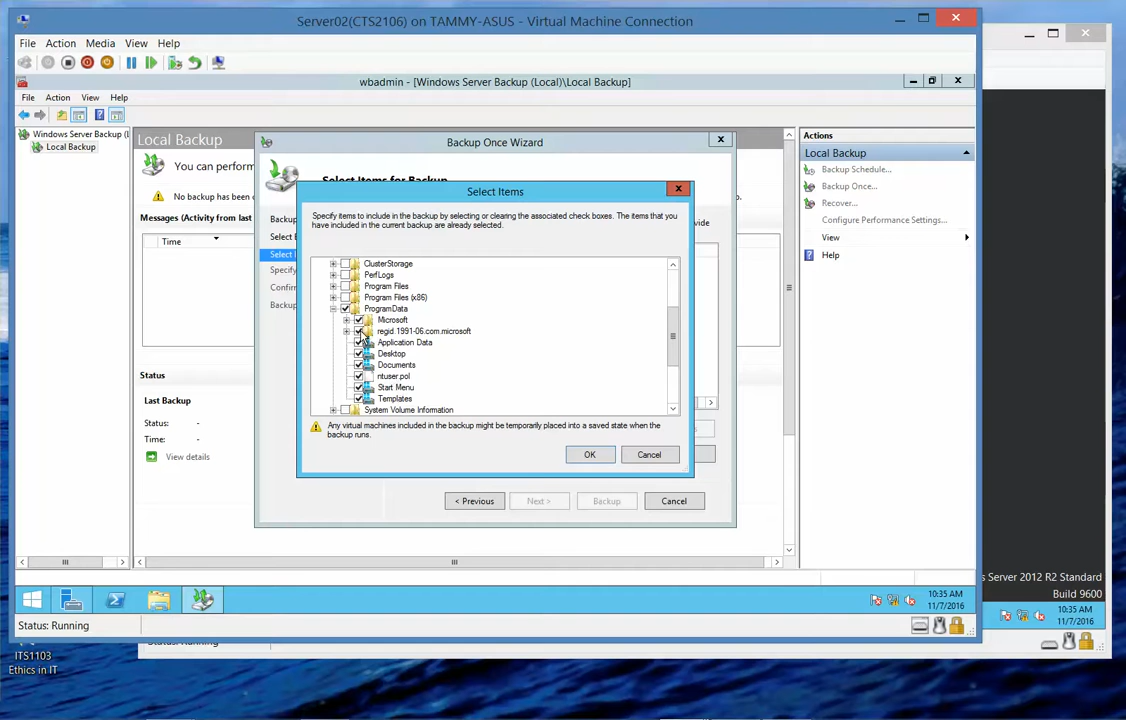 Server02(CTS2106) on TAMMY-ASUS - Virtual Machine Connection
File Action Media View Help
wbadmin - [Windows Server Backup (Local)\Local Backup]
File Action View Help
Windows Server Backup (L
Local Backup
Local Backup
You can perform
No backup has been
Messages (Activity from last
Time
Status
Last Backup
Status: -
Time: -
View details
Backup Once Wizard
Select Items for Backup
Backup
Select B
Select I
Specify
Confirm
Backup
Select Items
Specify items to include in the backup by selecting or clearing the associated check boxes. The items that you
have included in the current backup are already selected.
ClusterStorage
PerfLogs
Program Files
Program Files (x86)
ProgramData
Microsoft
regid.1991-06.com.microsoft
Application Data
Desktop
Documents
ntuser.pol
Start Menu
Templates
System Volume Information
Any virtual machines included in the backup might be temporarily placed into a saved state when the
backup runs.
OK Cancel
< Previous Next > Backup Cancel
Actions
Local Backup
Backup Schedule...
Backup Once...
Recover...
Configure Performance Settings...
View
Help
10:35 AM
11/7/2016
Status: Running
s Server 2012 R2 Standard
Build 9600
10:35 AM
11/7/2016
ITS1103
Ethics in IT